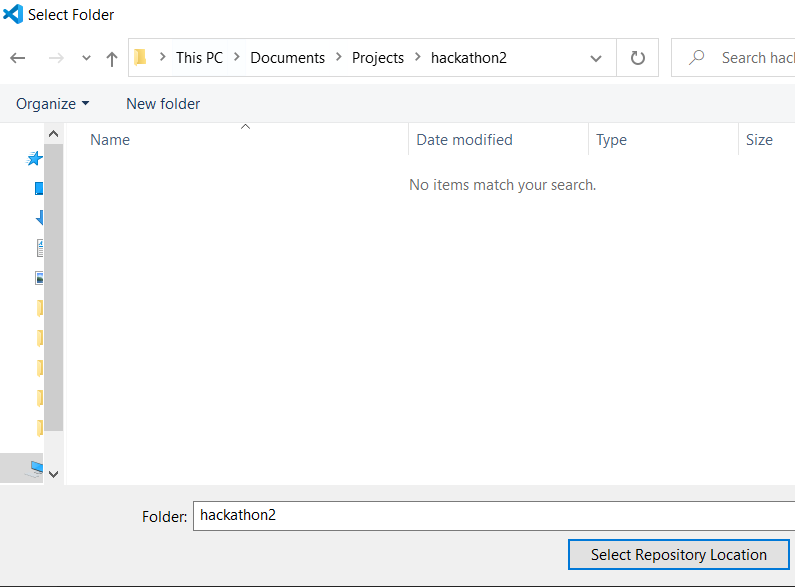 Select Folder
This PC > Documents > Projects > hackathon2
Search hac
Organize
New folder
Name
Date modified
Type
Size
No items match your search.
Folder:
hackathon2
Select Repository Location